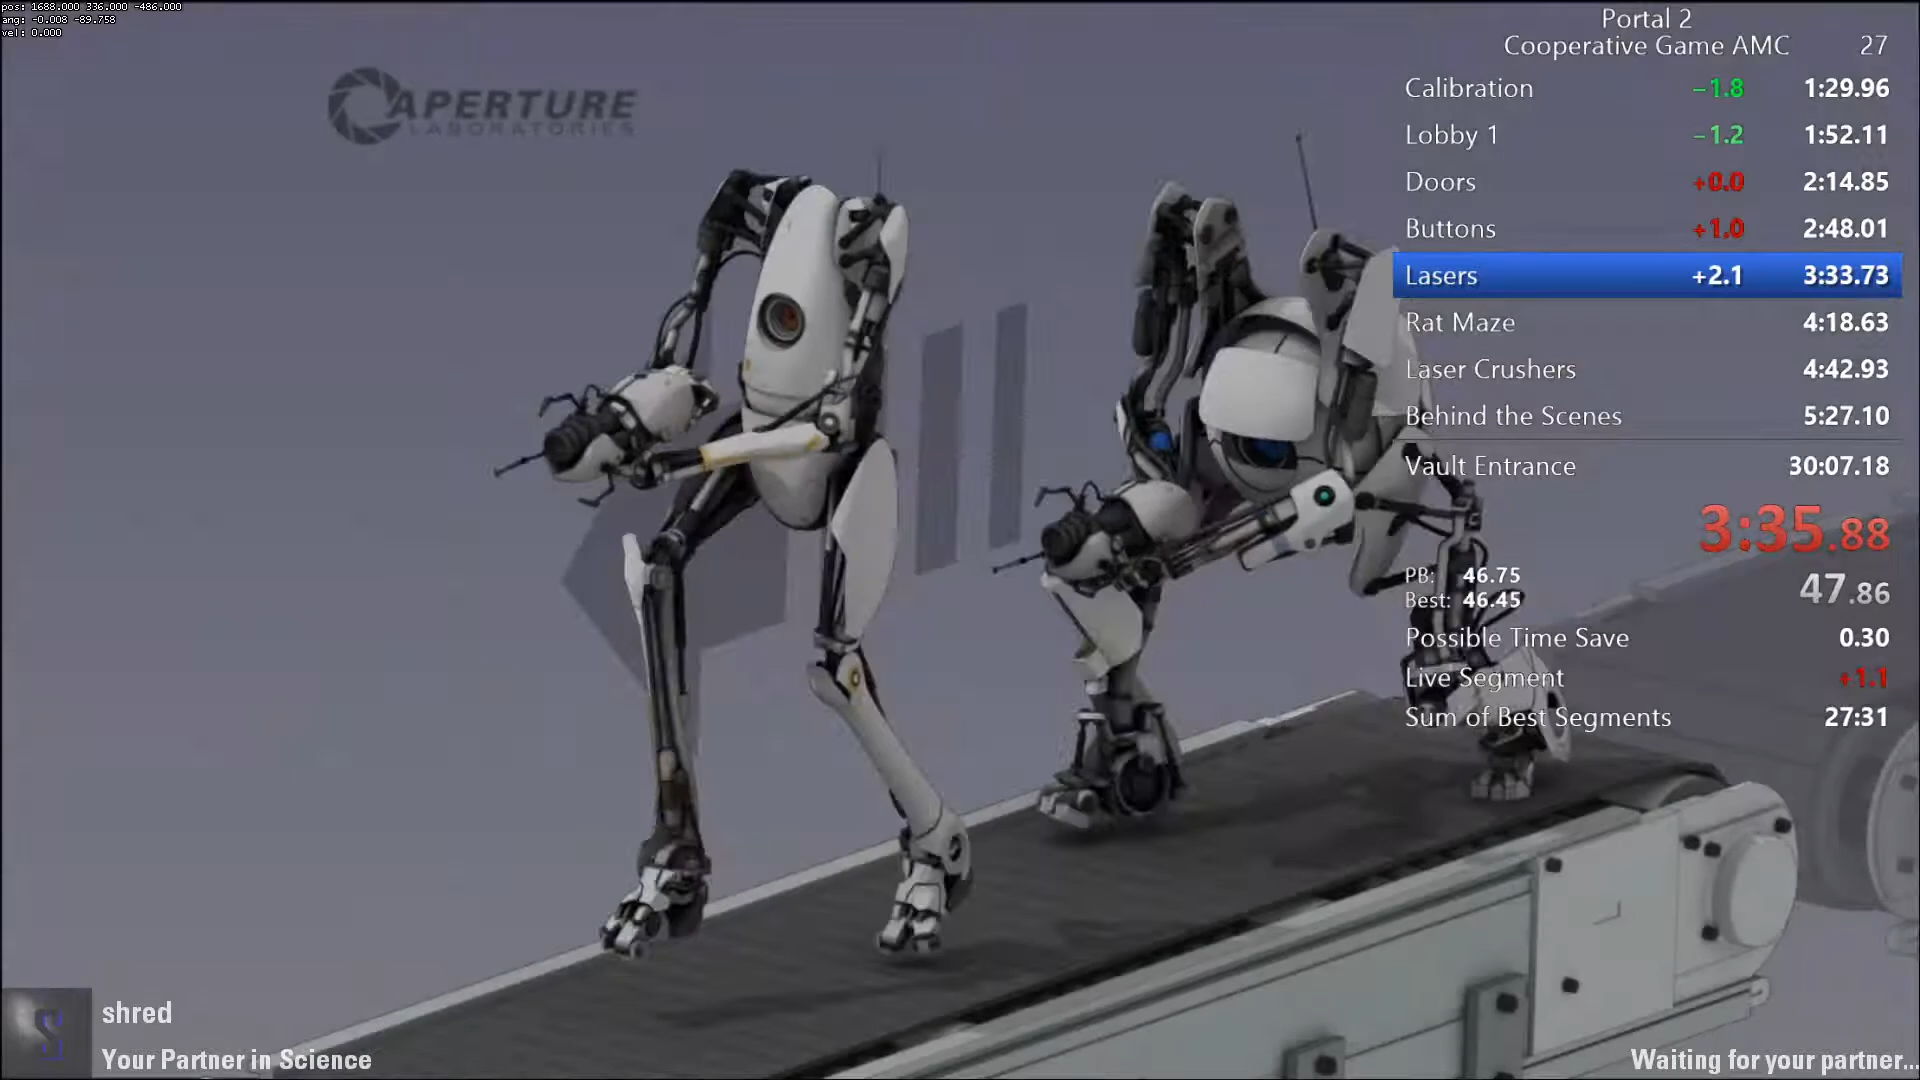 pos: 1688.000 336.000 -486.000
ang: -0.008 -89.758
vel: 0.000
APERTURE
LABORATORIES
Portal 2
Cooperative Game AMC 27
Calibration −1.8 1:29.96
Lobby 1 −1.2 1:52.11
Doors +0.0 2:14.85
Buttons +1.0 2:48.01
Lasers +2.1 3:33.73
Rat Maze 4:18.63
Laser Crushers 4:42.93
Behind the Scenes 5:27.10
Vault Entrance 30:07.18
3:35.88
PB: 46.75
Best: 46.45
47.86
Possible Time Save 0.30
Live Segment +1.1
Sum of Best Segments 27:31
shred
Your Partner in Science
Waiting for your partner...